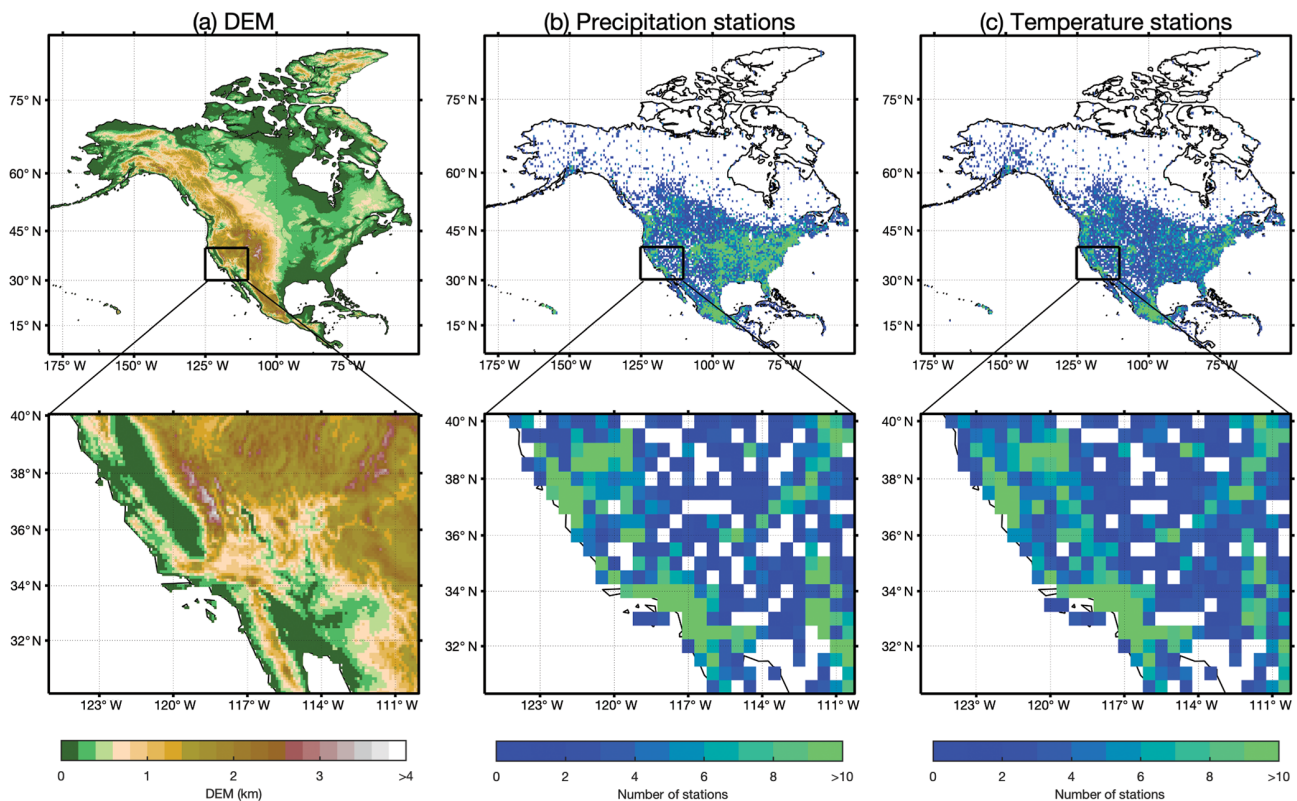 (a) DEM
(b) Precipitation stations
(c) Temperature stations
75° N
60° N
45° N
30° N
15° N
175° W 150° W 125° W 100° W 75° W
75° N
60° N
45° N
30° N
15° N
175° W 150° W 125° W 100° W 75° W
75° N
60° N
45° N
30° N
15° N
175° W 150° W 125° W 100° W 75° W
40° N
38° N
36° N
34° N
32° N
123° W 120° W 117° W 114° W 111° W
40° N
38° N
36° N
34° N
32° N
123° W 120° W 117° W 114° W 111° W
40° N
38° N
36° N
34° N
32° N
123° W 120° W 117° W 114° W 111° W
0 1 2 3 >4
DEM (km)
0 2 4 6 8 >10
Number of stations
0 2 4 6 8 >10
Number of stations